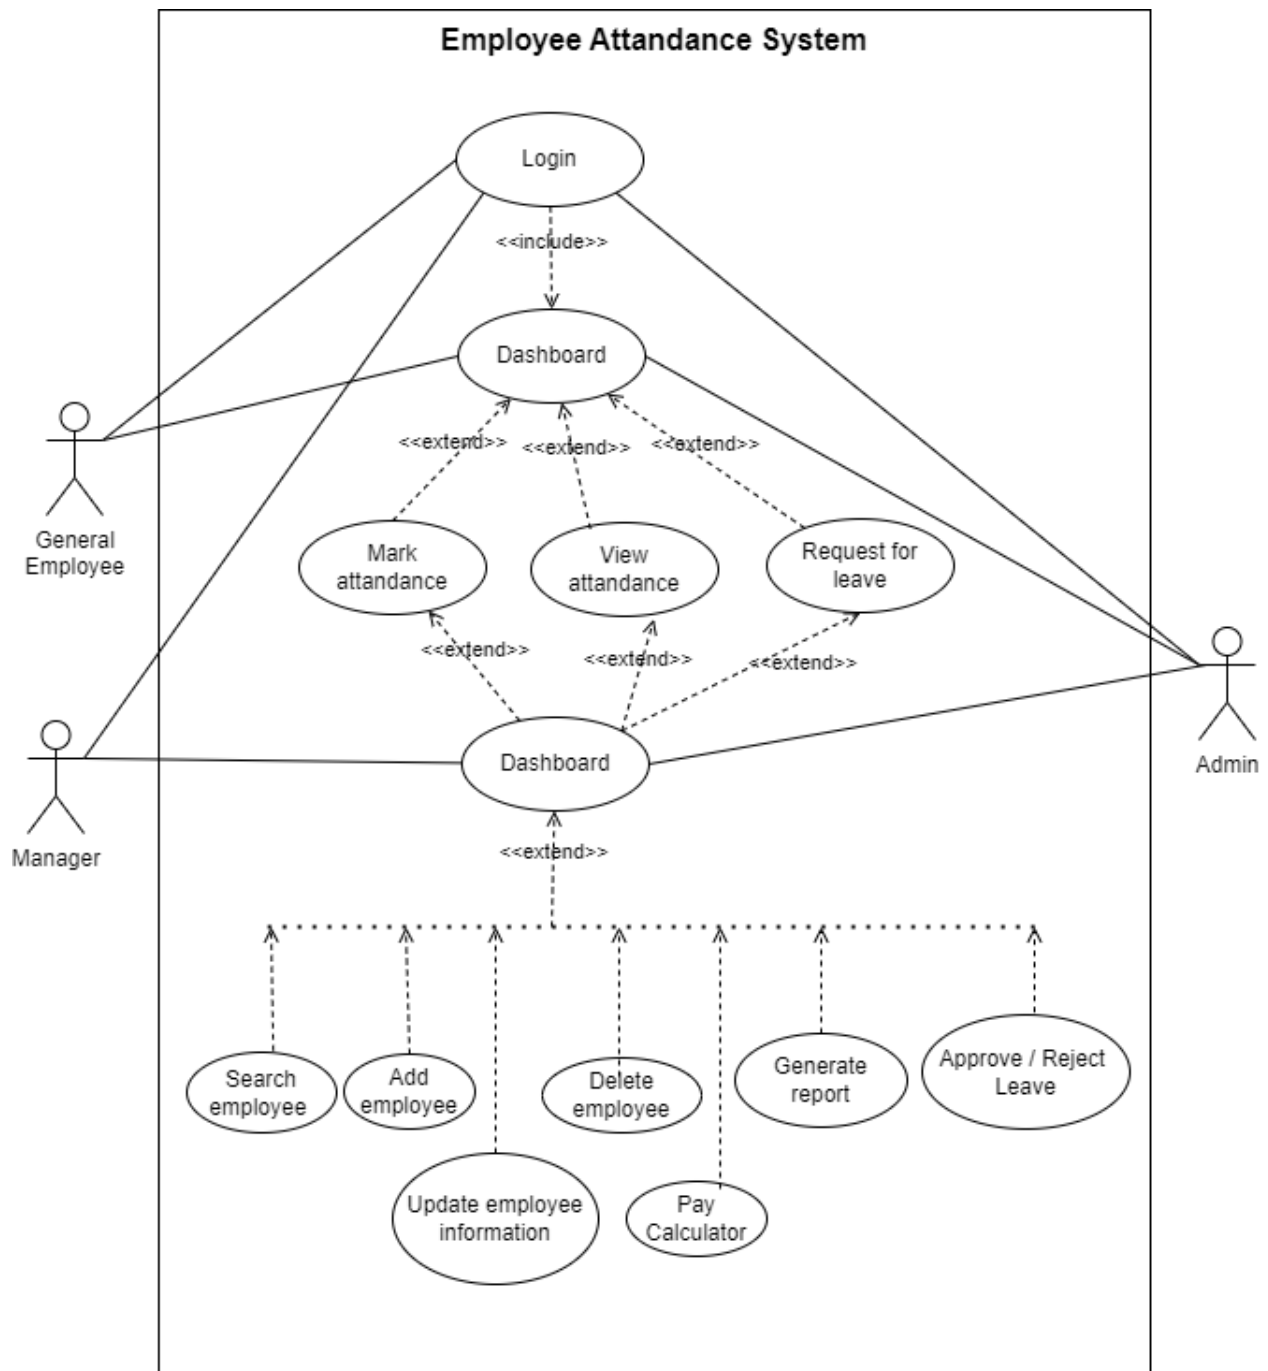 Employee Attandance System
Login
<<include>>
Dashboard
<<extend>>
<<extend>>
<<extend>>
General
Employee
Mark
attandance
View
attandance
Request for
leave
<<extend>>
<<extend>>
<<extend>>
Dashboard
Admin
Manager
<<extend>>
Search
employee
Add
employee
Delete
employee
Generate
report
Approve / Reject
Leave
Update employee
information
Pay
Calculator